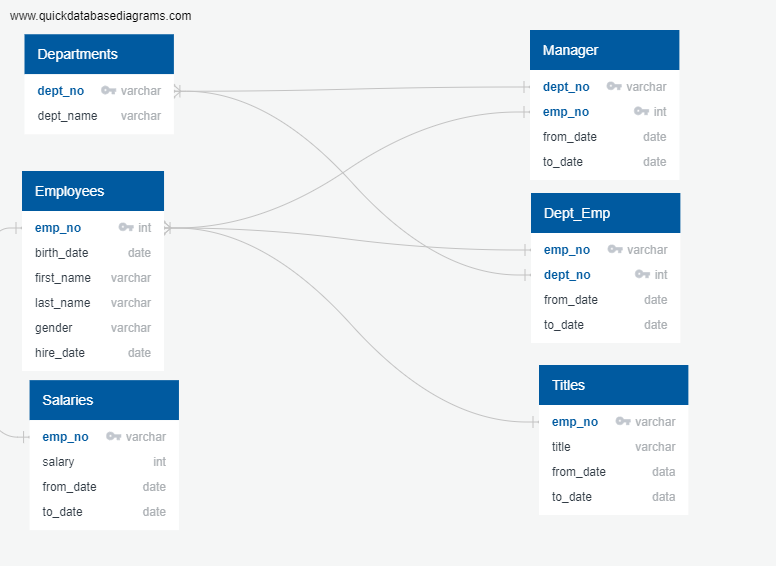 www.quickdatabasediagrams.com
Departments
dept_no varchar
dept_name varchar
Employees
emp_no int
birth_date date
first_name varchar
last_name varchar
gender varchar
hire_date date
Salaries
emp_no varchar
salary int
from_date date
to_date date
Manager
dept_no varchar
emp_no int
from_date date
to_date date
Dept_Emp
emp_no varchar
dept_no int
from_date date
to_date date
Titles
emp_no varchar
title varchar
from_date data
to_date data